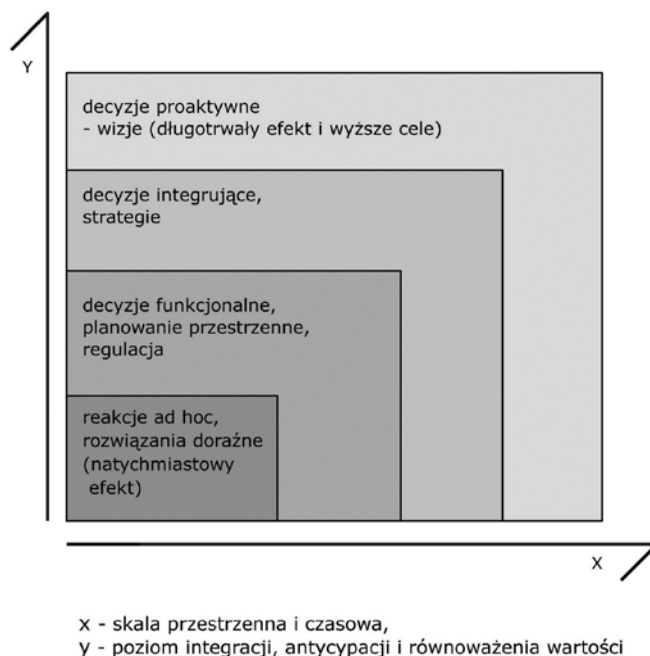 Y
decyzje proaktywne
- wizje (długotrwały efekt i wyższe cele)
decyzje integrujące,
strategie
decyzje funkcjonalne,
planowanie przestrzenne,
regulacja
reakcje ad hoc,
rozwiązania doraźne
(natychmiastowy
efekt)
X
x - skala przestrzenna i czasowa,
y - poziom integracji, antycypacji i równoważenia wartości